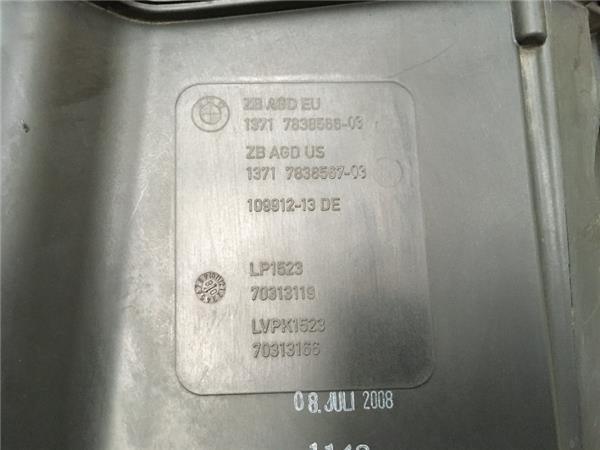 ZB AGD EU
1371 7838566-03
ZB AGD US
1371 7838567-03
109912-13 DE
LP1523
70313119
LVPK1523
70313166
08. JULI 2008